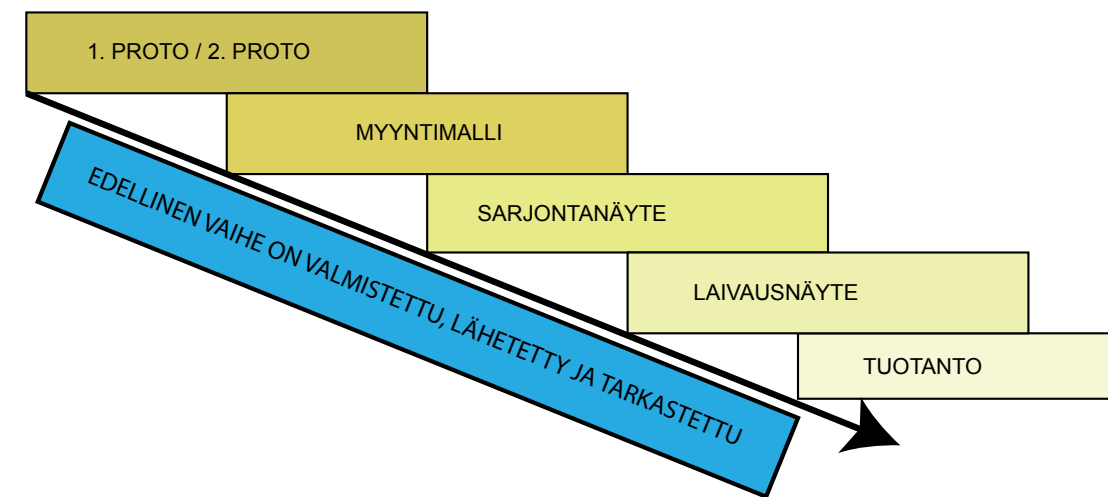 1. PROTO / 2. PROTO
MYYNTIMALLI
SARJONTANÄYTE
LAIVAUSNÄYTE
TUOTANTO
EDELLINEN VAIHE ON VALMISTETTU, LÄHETETTY JA TARKASTETTU